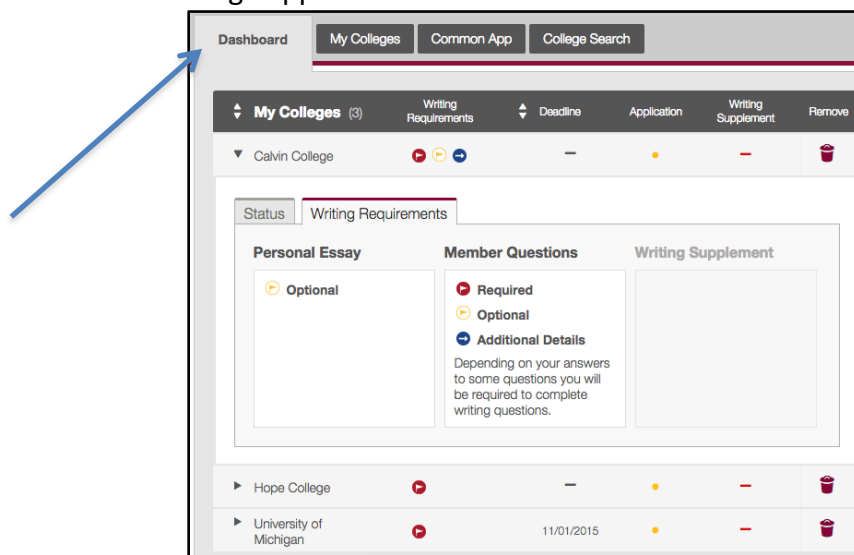 Dashboard My Colleges Common App College Search
My Colleges (3) Writing Requirements Deadline Application Writing Supplement Remove
Calvin College
Status Writing Requirements
Personal Essay Member Questions Writing Supplement
Optional
Required
Optional
Additional Details
Depending on your answers
to some questions you will
be required to complete
writing questions.
Hope College
University of
Michigan 11/01/2015